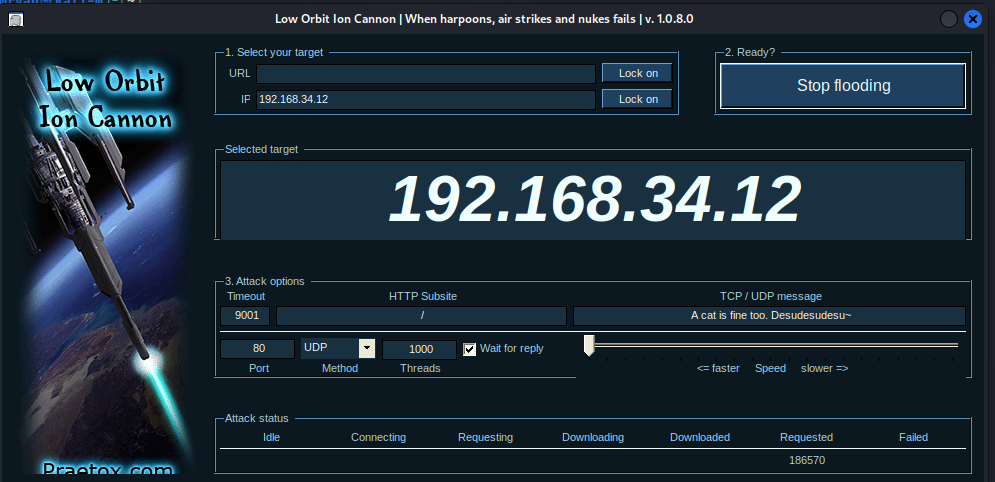 Low Orbit Ion Cannon | When harpoons, air strikes and nukes fails | v. 1.0.8.0
Low Orbit
Ion Cannon
Praetox.com
1. Select your target
URL
Lock on
IP
192.168.34.12
Lock on
2. Ready?
Stop flooding
Selected target
192.168.34.12
3. Attack options
Timeout
HTTP Subsite
TCP / UDP message
9001
/
A cat is fine too. Desudesudesu~
80
UDP
1000
Wait for reply
Port
Method
Threads
<= faster
Speed
slower =>
Attack status
Idle
Connecting
Requesting
Downloading
Downloaded
Requested
Failed
186570